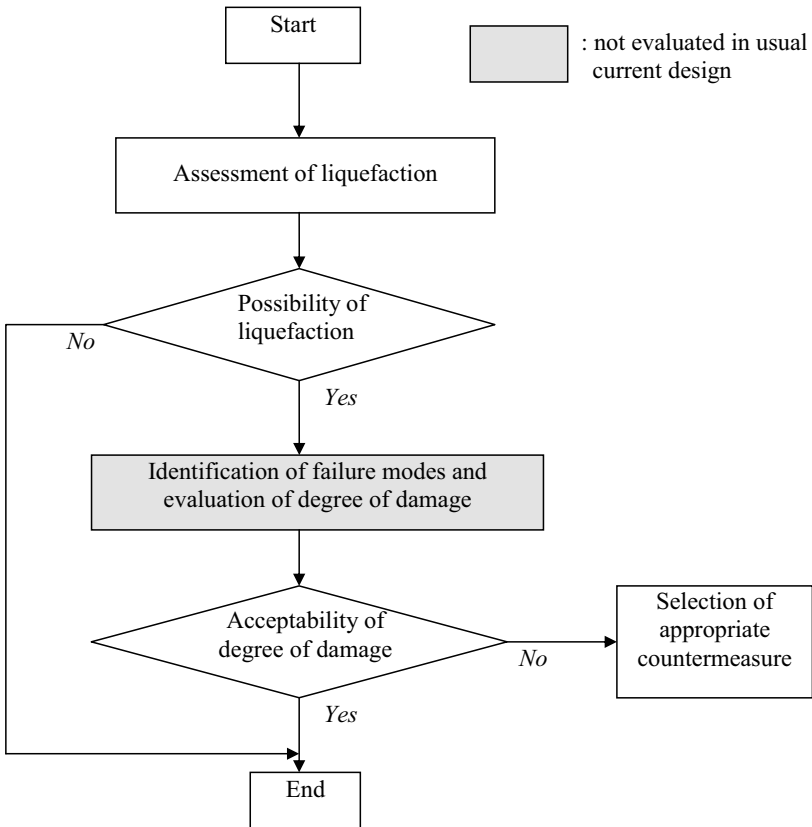 Start
: not evaluated in usual
current design
Assessment of liquefaction
Possibility of
liquefaction
No
Yes
Identification of failure modes and
evaluation of degree of damage
Acceptability of
degree of damage
No
Selection of
appropriate
countermeasure
Yes
End